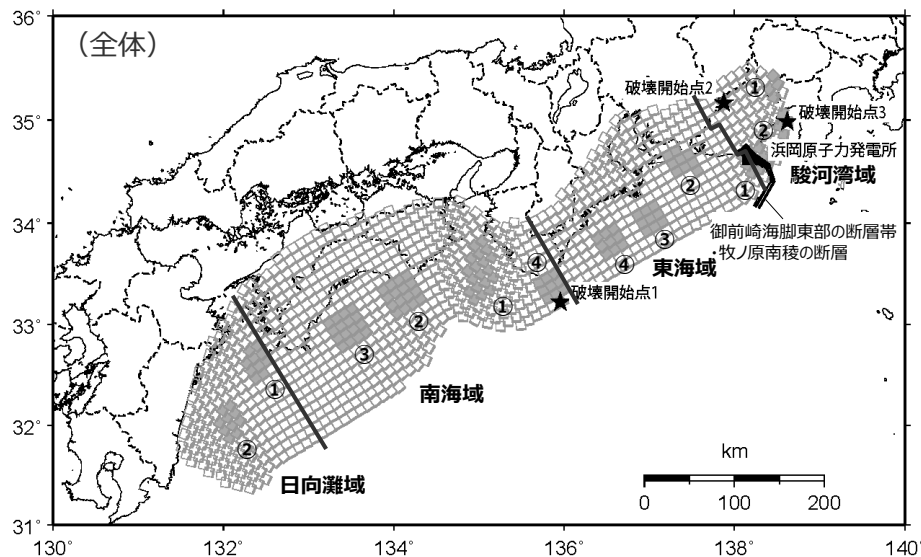 （全体）
36˚
35˚
34˚
33˚
32˚
31˚
130˚
132˚
134˚
136˚
138˚
140˚
破壊開始点2
①
破壊開始点3
②
浜岡原子力発電所
②
①
駿河湾域
御前崎海脚東部の断層帯
・牧ノ原南稜の断層
③
④
④
東海域
破壊開始点1
①
②
③
南海域
①
②
日向灘域
km
0
100
200